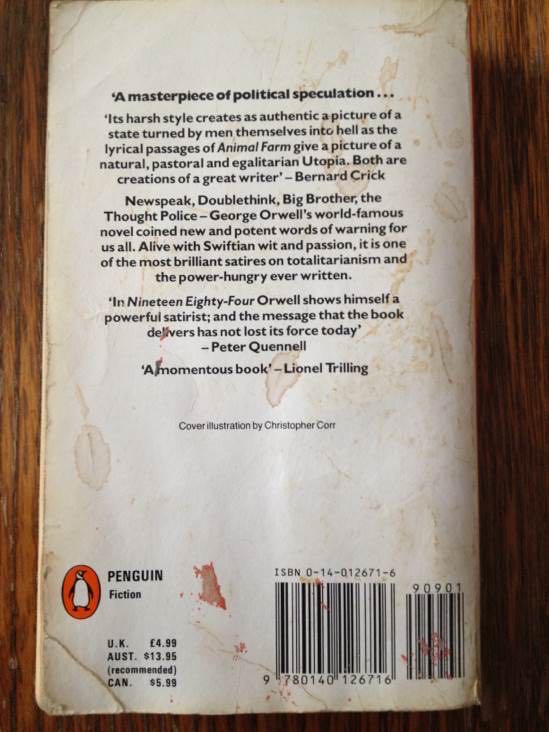 ‘A masterpiece of political speculation ...
‘Its harsh style creates as authentic a picture of a
state turned by men themselves into hell as the
lyrical passages of Animal Farm give a picture of a
natural, pastoral and egalitarian Utopia. Both are
creations of a great writer’ – Bernard Crick
Newspeak, Doublethink, Big Brother, the
Thought Police – George Orwell's world-famous
novel coined new and potent words of warning for
us all. Alive with Swiftian wit and passion, it is one
of the most brilliant satires on totalitarianism and
the power-hungry ever written.
‘In Nineteen Eighty-Four Orwell shows himself a
powerful satirist; and the message that the book
delivers has not lost its force today’
– Peter Quennell
‘A momentous book’ – Lionel Trilling
Cover illustration by Christopher Corr
PENGUIN
Fiction
U.K. £4.99
AUST. $13.95
(recommended)
CAN. $5.99
ISBN 0-14-012671-6
90901
9 780140 126716